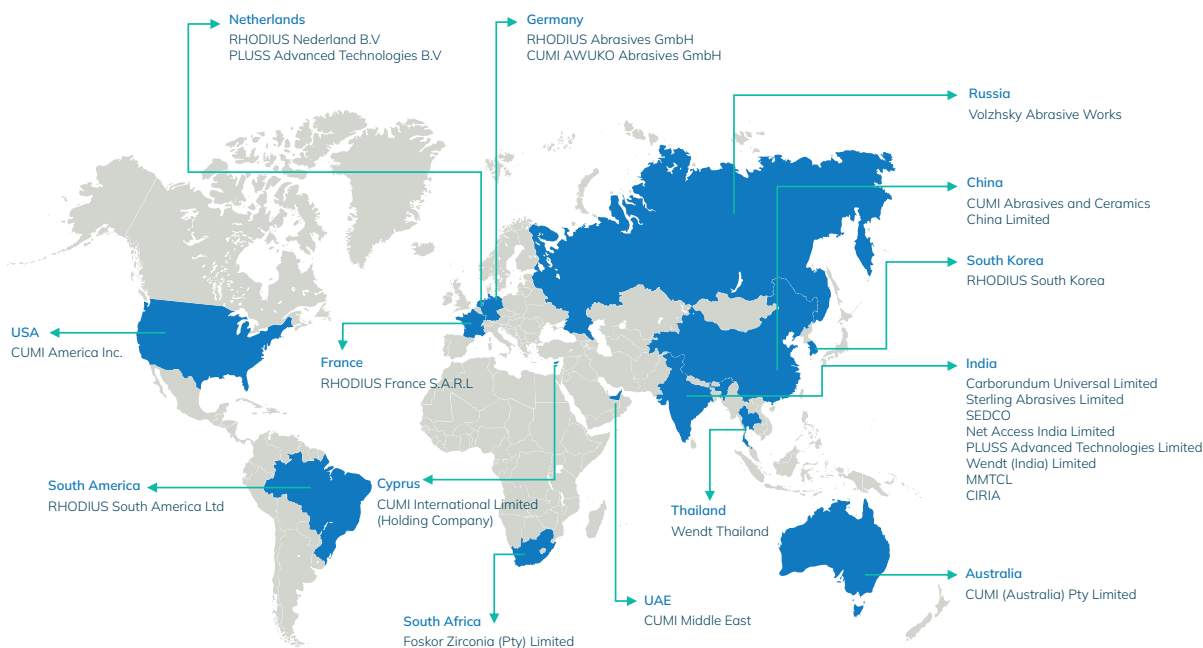 Netherlands
RHODIUS Nederland B.V
PLUSS Advanced Technologies B.V
Germany
RHODIUS Abrasives GmbH
CUMI AWUKO Abrasives GmbH
Russia
Volzhsky Abrasive Works
China
CUMI Abrasives and Ceramics
China Limited
South Korea
RHODIUS South Korea
USA
CUMI America Inc.
France
RHODIUS France S.A.R.L
India
Carborundum Universal Limited
Sterling Abrasives Limited
SEDCO
Net Access India Limited
PLUSS Advanced Technologies Limited
Wendt (India) Limited
MMTCL
CIRIA
South America
RHODIUS South America Ltd
Cyprus
CUMI International Limited
(Holding Company)
Thailand
Wendt Thailand
Australia
CUMI (Australia) Pty Limited
UAE
CUMI Middle East
South Africa
Foskor Zirconia (Pty) Limited